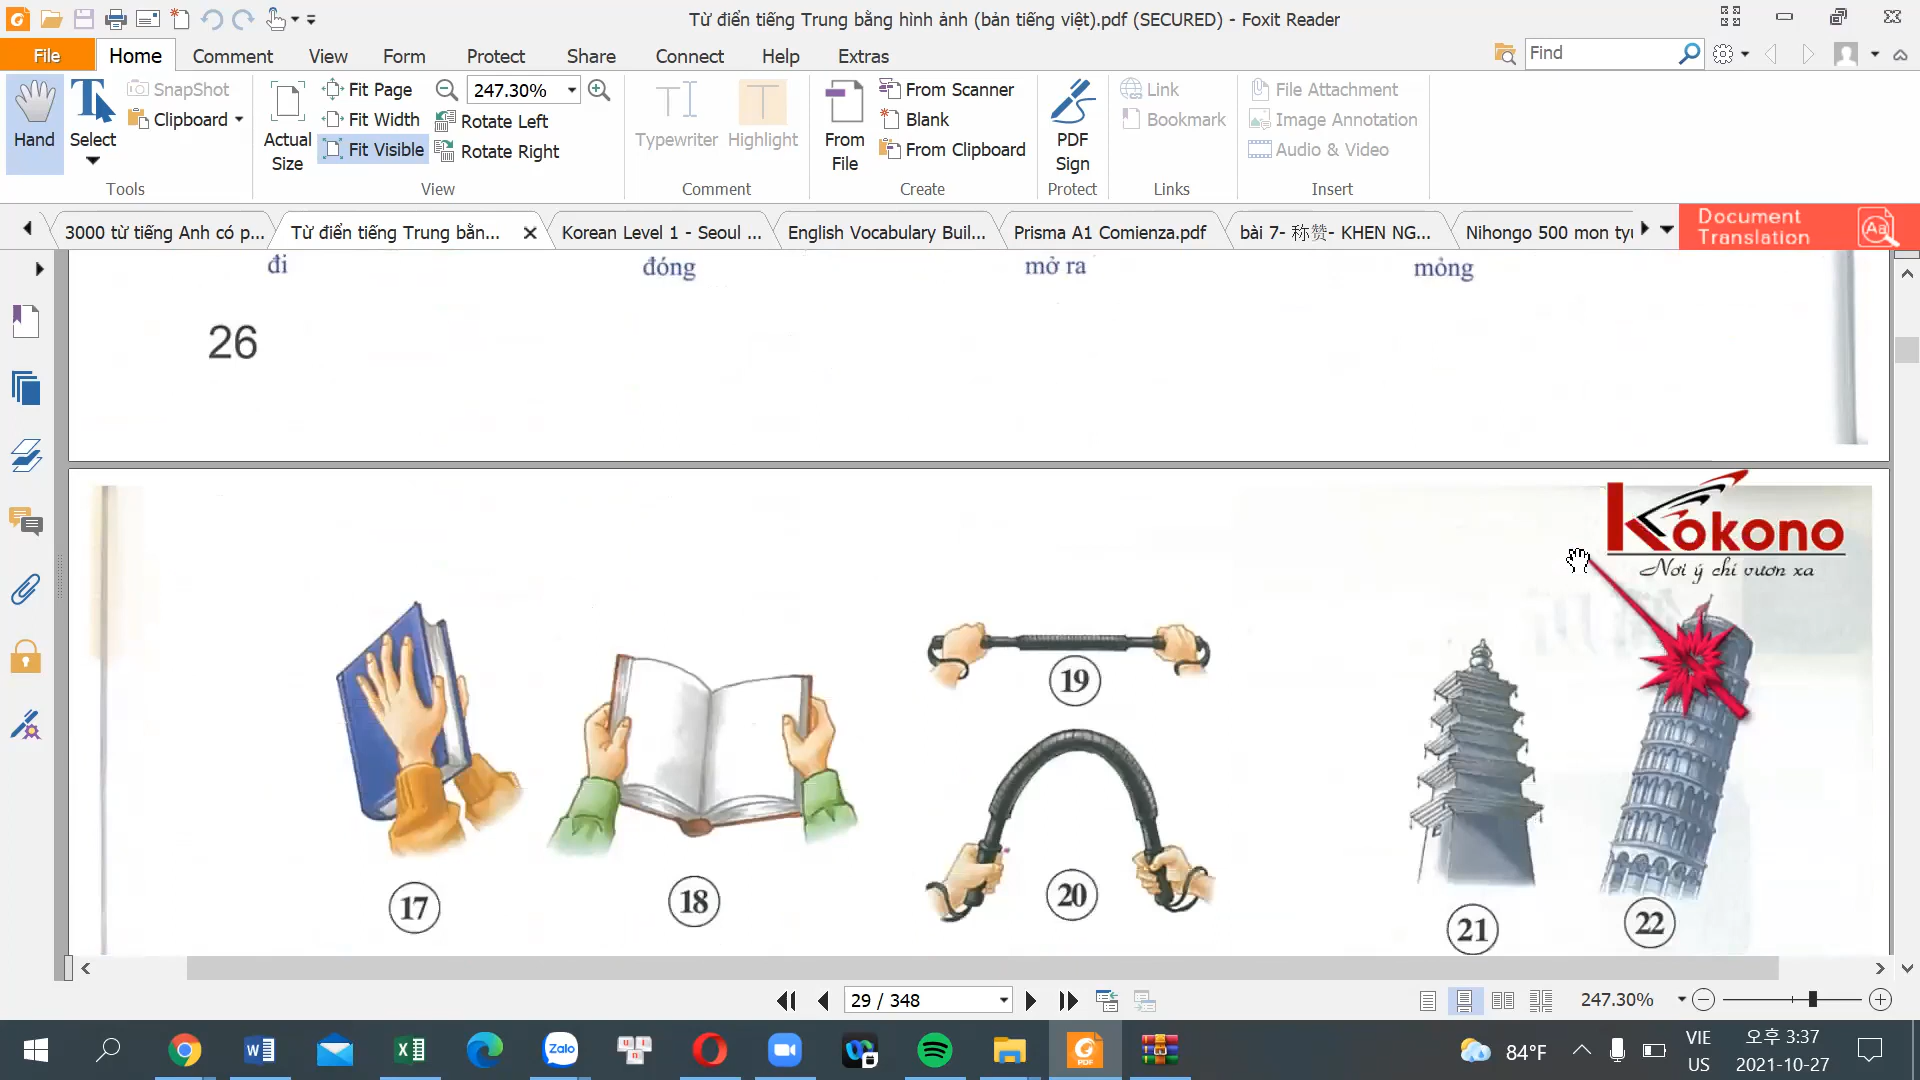 Từ điển tiếng Trung bằng hình ảnh (bản tiếng việt).pdf (SECURED) - Foxit Reader
File Home Comment View Form Protect Share Connect Help Extras
Find
Hand
Select
SnapShot
Clipboard
Tools
Actual Size
Fit Page
Fit Width
Fit Visible
247.30%
Rotate Left
Rotate Right
View
Typewriter
Highlight
Comment
From File
From Scanner
Blank
From Clipboard
Create
PDF Sign
Protect
Link
Bookmark
Links
File Attachment
Image Annotation
Audio & Video
Insert
3000 từ tiếng Anh có p...
Từ điển tiếng Trung bằn...
Korean Level 1 - Seoul ...
English Vocabulary Buil...
Prisma A1 Comienza.pdf
bài 7- 称赞- KHEN NG...
Nihongo 500 mon tyu
Document Translation
đi đóng mở ra mỏng
26
Kokono
Nơi ý chí vươn xa
19
17 18 20 21 22
29 / 348
247.30%
Zalo
84°F
VIE
US
오후 3:37
2021-10-27